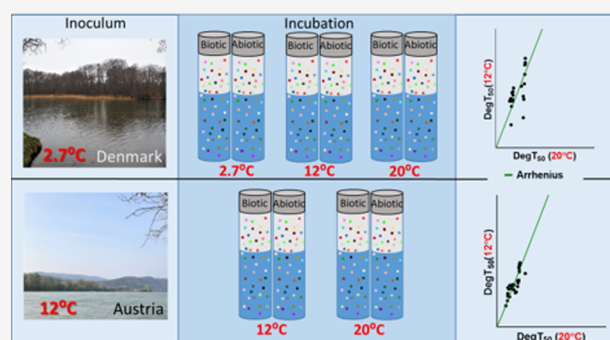 Inoculum
Incubation
2.7°C Denmark
Biotic Abiotic
Biotic Abiotic
Biotic Abiotic
2.7°C
12°C
20°C
DegT50(12°C)
DegT50 (20°C)
Arrhenius
12°C Austria
Biotic Abiotic
Biotic Abiotic
12°C
20°C
DegT50(12°C)
DegT50 (20°C)